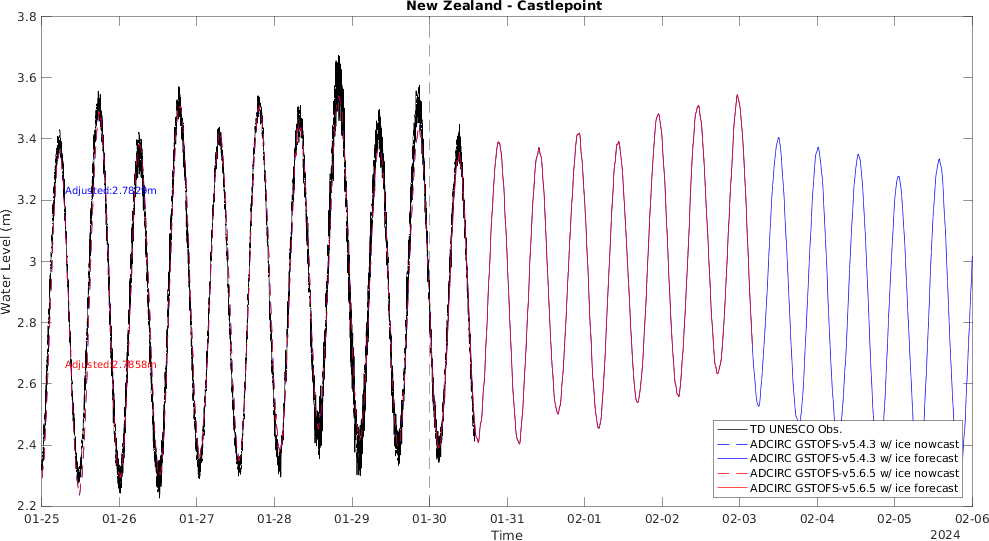 New Zealand - Castlepoint
3.8
3.6
3.4
3.2
3
2.8
2.6
2.4
2.2
Water Level (m)
Adjusted:2.7829m
Adjusted:2.7858m
TD UNESCO Obs.
ADCIRC GSTOFS-v5.4.3 w/ ice nowcast
ADCIRC GSTOFS-v5.4.3 w/ ice forecast
ADCIRC GSTOFS-v5.6.5 w/ ice nowcast
ADCIRC GSTOFS-v5.6.5 w/ ice forecast
01-25 01-26 01-27 01-28 01-29 01-30 01-31 02-01 02-02 02-03 02-04 02-05 02-06
Time
2024